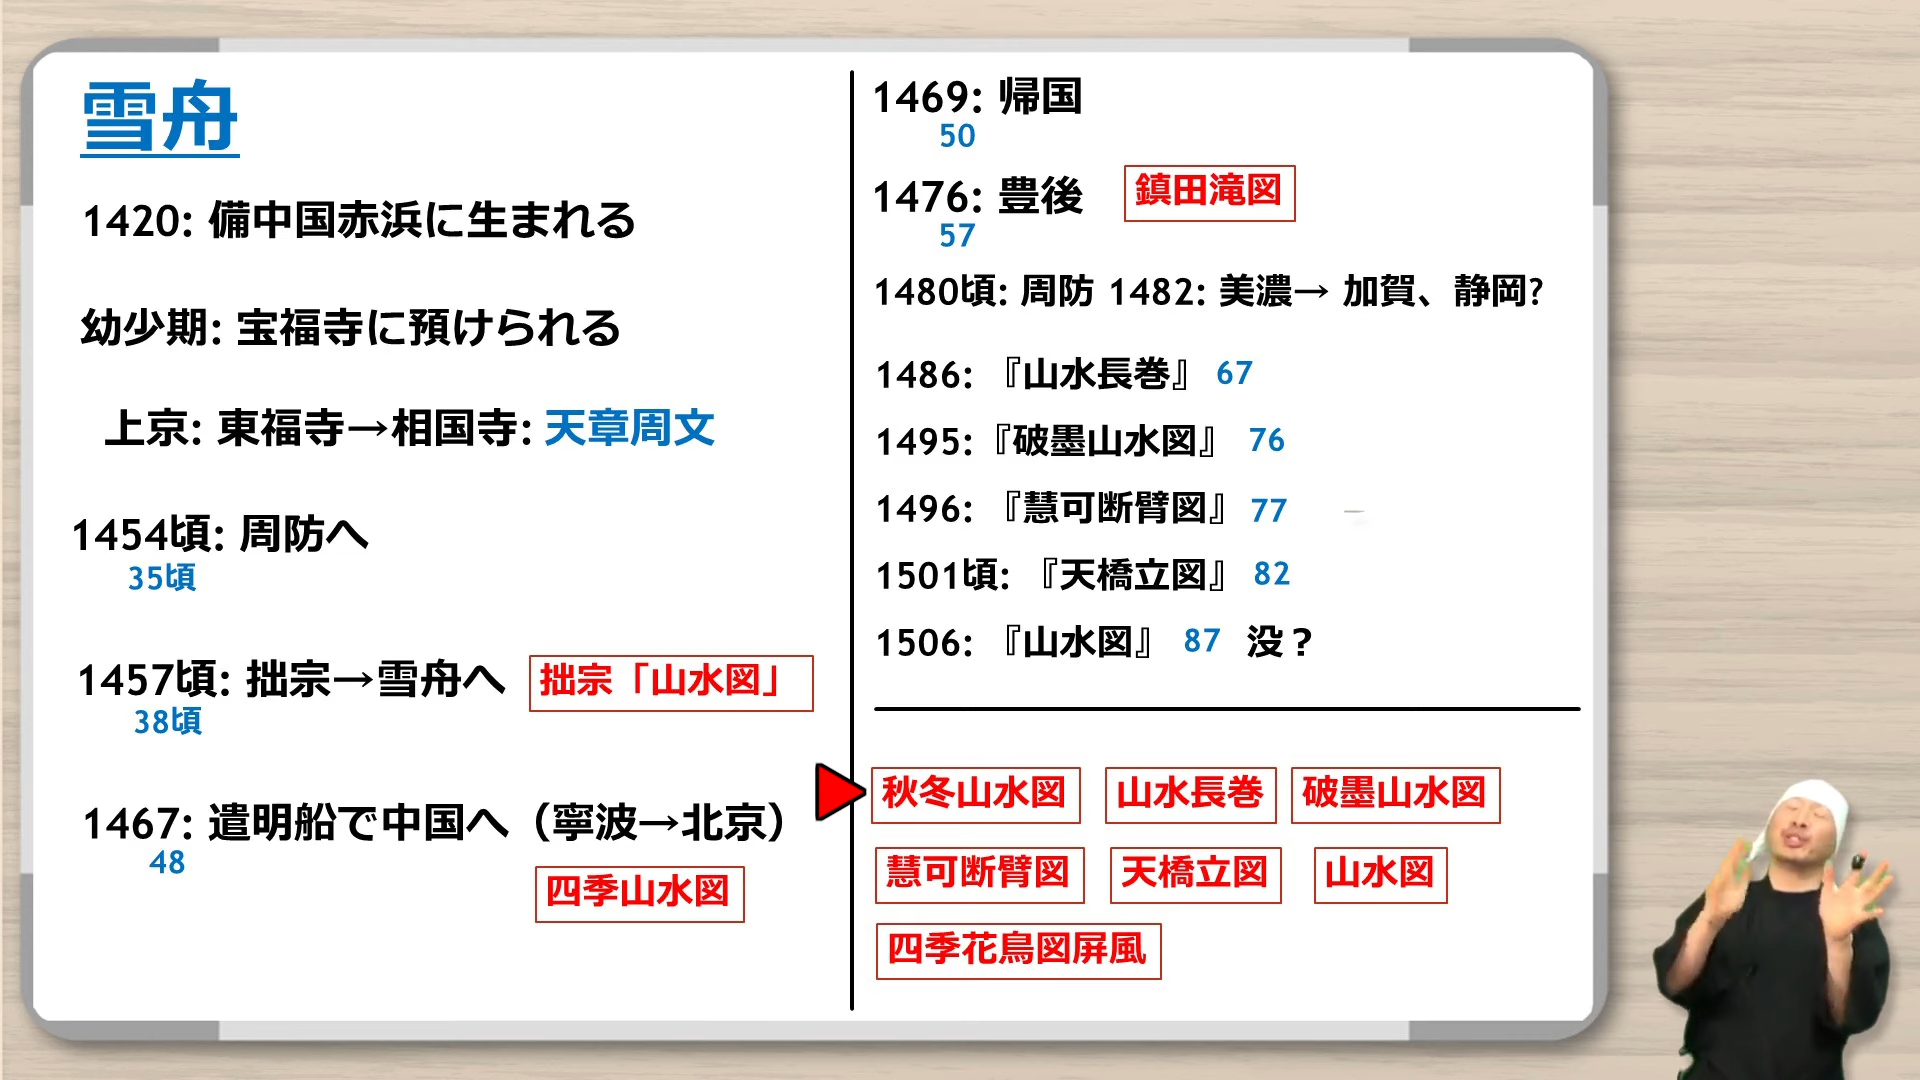 雪舟
1420: 備中国赤浜に生まれる
幼少期: 宝福寺に預けられる
上京: 東福寺→相国寺: 天章周文
1454頃: 周防へ
35頃
1457頃: 拙宗→雪舟へ 拙宗「山水図」
38頃
1467: 遣明船で中国へ（寧波→北京）
48
四季山水図
1469: 帰国
50
1476: 豊後 鎮田滝図
57
1480頃: 周防 1482: 美濃→ 加賀、静岡?
1486: 『山水長巻』 67
1495:『破墨山水図』 76
1496: 『慧可断臂図』 77
1501頃: 『天橋立図』 82
1506: 『山水図』 87 没？
秋冬山水図 山水長巻 破墨山水図
慧可断臂図 天橋立図 山水図
四季花鳥図屏風